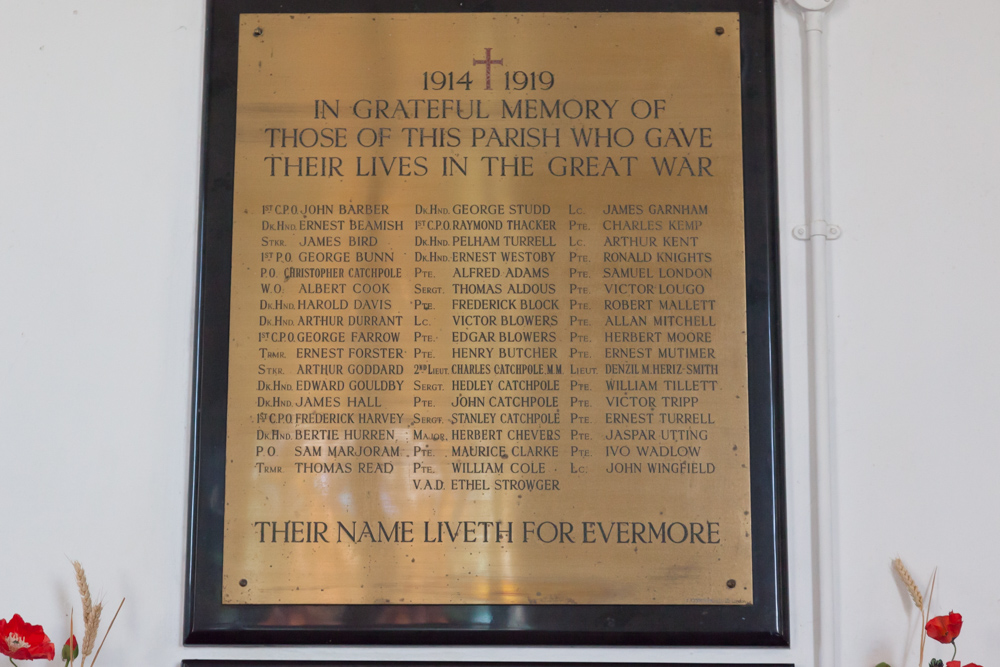 1914 1919
IN GRATEFUL MEMORY OF
THOSE OF THIS PARISH WHO GAVE
THEIR LIVES IN THE GREAT WAR
1ST C.P.O. JOHN BARBER DK.HND. GEORGE STUDD LC. JAMES GARNHAM
DK.HND. ERNEST BEAMISH 1ST C.P.O. RAYMOND THACKER PTE. CHARLES KEMP
STKR. JAMES BIRD DK.HND. PELHAM TURRELL LC. ARTHUR KENT
1ST P.O. GEORGE BUNN DK.HND. ERNEST WESTOBY PTE. RONALD KNIGHTS
P.O. CHRISTOPHER CATCHPOLE PTE. ALFRED ADAMS PTE. SAMUEL LONDON
W.O. ALBERT COOK SERGT. THOMAS ALDOUS PTE. VICTOR LOUGO
DK.HND. HAROLD DAVIS PTE. FREDERICK BLOCK PTE. ROBERT MALLETT
DK.HND. ARTHUR DURRANT LC. VICTOR BLOWERS PTE. ALLAN MITCHELL
1ST C.P.O. GEORGE FARROW PTE. EDGAR BLOWERS PTE. HERBERT MOORE
TRMR. ERNEST FORSTER PTE. HENRY BUTCHER PTE. ERNEST MUTIMER
STKR. ARTHUR GODDARD 2ND LIEUT. CHARLES CATCHPOLE M.M. LIEUT. DENZIL M. HERIZ-SMITH
DK.HND. EDWARD GOULDBY SERGT. HEDLEY CATCHPOLE PTE. WILLIAM TILLETT
DK.HND. JAMES HALL PTE. JOHN CATCHPOLE PTE. VICTOR TRIPP
1ST C.P.O. FREDERICK HARVEY SERGT. STANLEY CATCHPOLE PTE. ERNEST TURRELL
DK.HND. BERTIE HURREN MAJOR. HERBERT CHEVERS PTE. JASPAR UTTING
P.O. SAM MARJORAM PTE. MAURICE CLARKE PTE. IVO WADLOW
TRMR. THOMAS READ PTE. WILLIAM COLE LC. JOHN WINGFIELD
V.A.D. ETHEL STROWGER
THEIR NAME LIVETH FOR EVERMORE